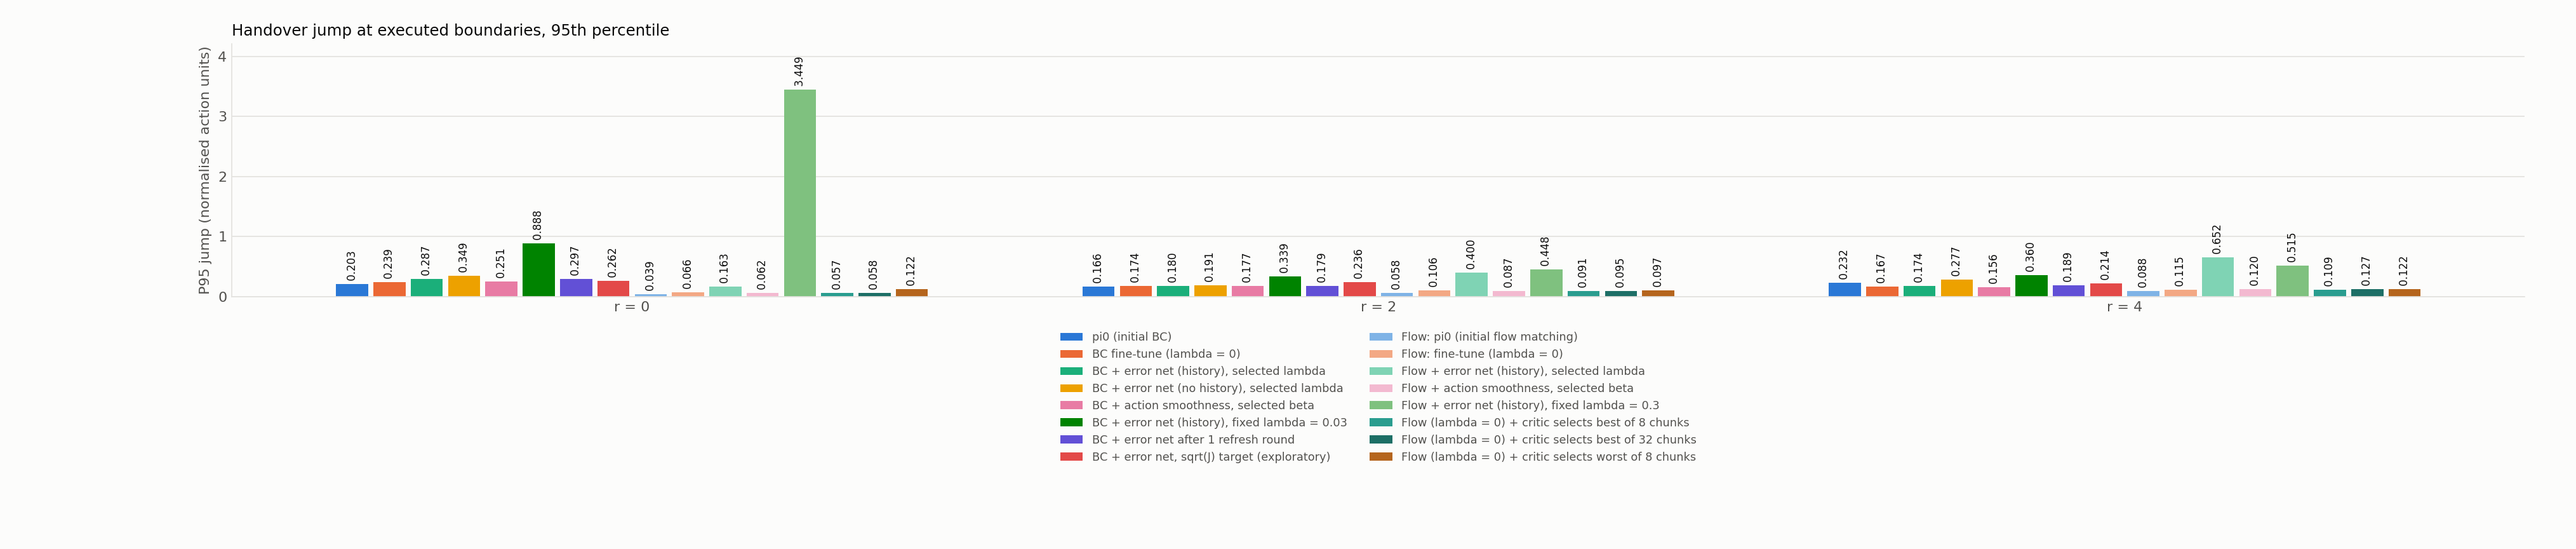 Handover jump at executed boundaries, 95th percentile
P95 jump (normalised action units)
4
3
2
1
0
0.203
0.239
0.287
0.349
0.251
0.888
0.297
0.262
0.039
0.066
0.163
0.062
3.449
0.057
0.058
0.122
0.166
0.174
0.180
0.191
0.177
0.339
0.179
0.236
0.058
0.106
0.400
0.087
0.448
0.091
0.095
0.097
0.232
0.167
0.174
0.277
0.156
0.360
0.189
0.214
0.088
0.115
0.652
0.120
0.515
0.109
0.127
0.122
r = 0
r = 2
r = 4
pi0 (initial BC)
BC fine-tune (lambda = 0)
BC + error net (history), selected lambda
BC + error net (no history), selected lambda
BC + action smoothness, selected beta
BC + error net (history), fixed lambda = 0.03
BC + error net after 1 refresh round
BC + error net, sqrt(J) target (exploratory)
Flow: pi0 (initial flow matching)
Flow: fine-tune (lambda = 0)
Flow + error net (history), selected lambda
Flow + action smoothness, selected beta
Flow + error net (history), fixed lambda = 0.3
Flow (lambda = 0) + critic selects best of 8 chunks
Flow (lambda = 0) + critic selects best of 32 chunks
Flow (lambda = 0) + critic selects worst of 8 chunks